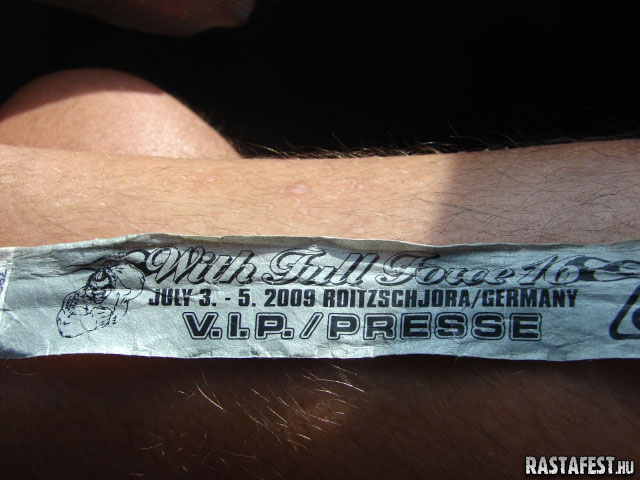 With Full Force 16
JULY 3. - 5. 2009 ROITZSCHJORA/GERMANY
V.I.P./PRESSE
RASTAFEST.HU